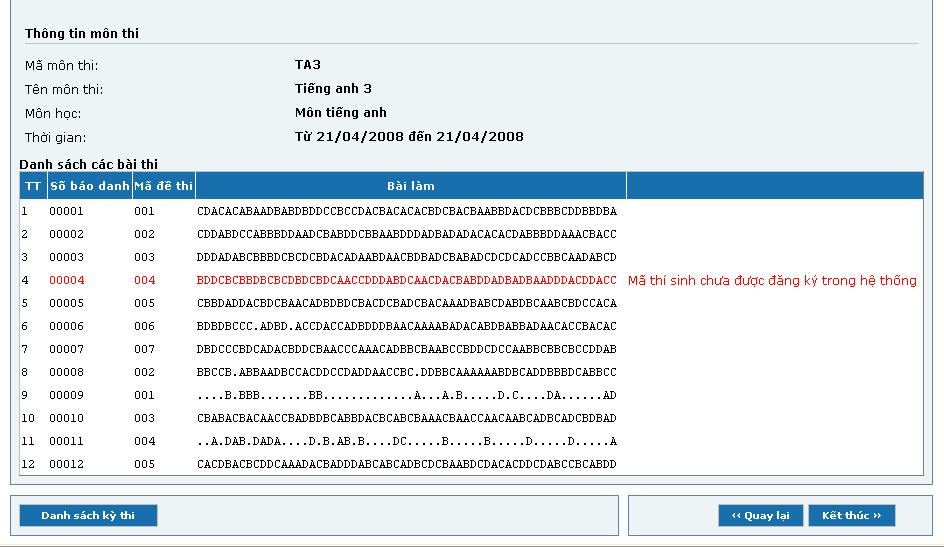 Thông tin môn thi
Mã môn thi: TA3
Tên môn thi: Tiếng anh 3
Môn học: Môn tiếng anh
Thời gian: Từ 21/04/2008 đến 21/04/2008
Danh sách các bài thi
TT Số báo danh Mã đề thi Bài làm
1 00001 001 CDACACABAADBABDBDDCCBCCDACBACACACBDCBACBAABBDACDCBBBCDDBBDBA
2 00002 002 CDDABDCCABBBDDAADCBABDDCBBAABBDDDADBADADACACACDABBBDDAAACBACC
3 00003 003 DDDADABCBBBDCBCDCBDACADAABDAACBDBADCBABADCDCDCADCCBBCAADABCD
4 00004 004 BDDCBCBBDBCBCDBDCBDCAACCDDDABDCAACDACBABDDADBADBAADDDACDDACC Mã thí sinh chưa được đăng ký trong hệ thống
5 00005 005 CBBDADDACBDCBAACADBDBDCBACDCBADCBACAAADBABCDABDBCAABCBDCCACA
6 00006 006 BDBDBCCC.ADBD.ACCDACCADBDDDBAACAAAABADACABDBABBADAACACCBACAC
7 00007 007 DBDCCCBDCADACBDDCBAACCCAAACADBBCBAABCCBDDCDCCAABBCBBCBCCDDAB
8 00008 002 BBCCB.ABBAADBCCACDDCCDADDAACCBC.DDBBCAAAAAABDBCADDBBBDCABBCC
9 00009 001 ....B.BBB.......BB.............A...A.B.....D.C....DA......AD
10 00010 003 CBABACBACAACCBADBDBCABBDACBCABCBAAACBAACCAACAABCADBCADCBDBAD
11 00011 004 ..A.DAB.DADA....D.B.AB.B....DC.....B.....B.....D.....D.....A
12 00012 005 CACDBACBCDDCAAADACBADDDABCABCADBCDCBAABDCDACACDDCDABCCBCABDD
Danh sách kỳ thi
‹‹ Quay lại
Kết thúc ››